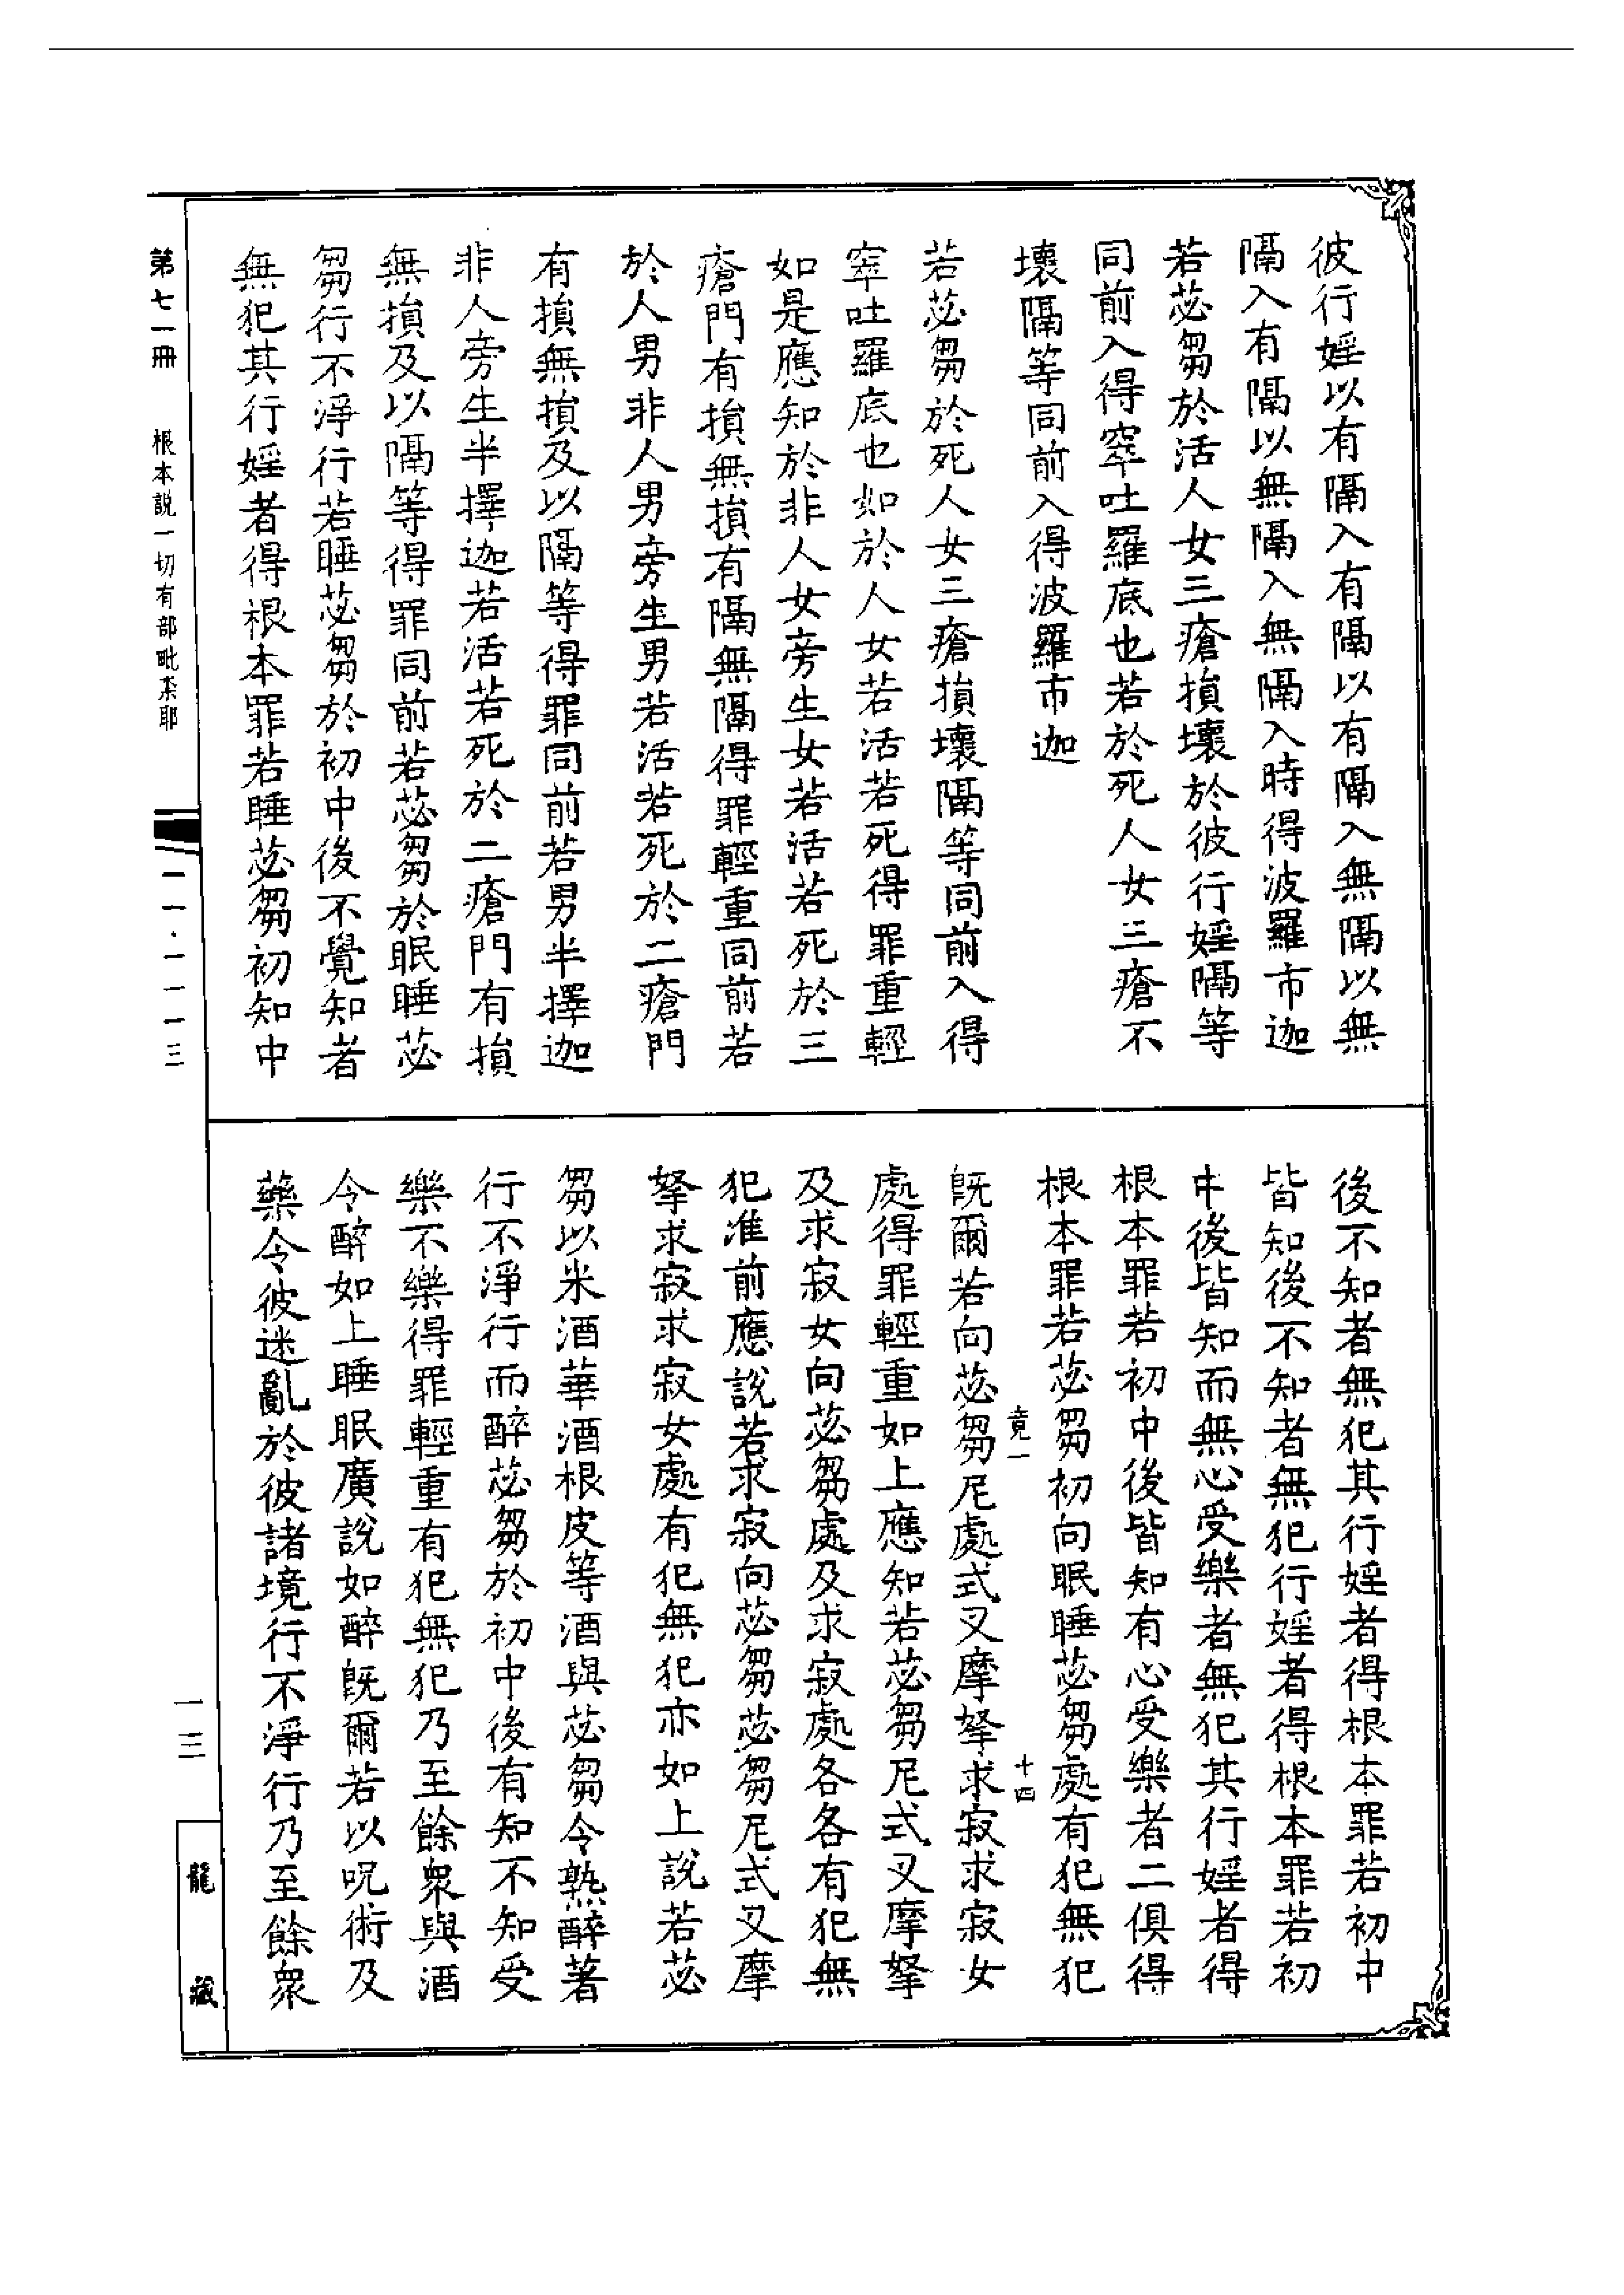 彼行婬以有隔入有隔以有隔入無隔以無
隔入有隔以無隔入無隔入時得波羅市迦
若苾芻於活人女三瘡損壞於彼行婬隔等
同前入得窣吐羅底也若於死人女三瘡不
壞隔等同前入得波羅市迦
若苾芻於死人女三瘡損壞隔等同前入得
窣吐羅底也如於人女若活若死得罪重輕
如是應知於非人女旁生女若活若死於三
瘡門有損無損有隔無隔得罪輕重同前若
於人男非人男旁生男若活若死於二瘡門
有損無損及以隔等得罪同前若男半擇迦
非人旁生半擇迦若活若死於二瘡門有損
無損及以隔等得罪同前若苾芻於眠睡苾
芻行不淨行若睡苾芻於初中後不覺知者
無犯其行婬者得根本罪若睡苾芻初知中
後不知者無犯其行婬者得根本罪若初中
皆知後不知者無犯行婬者得根本罪若初
中後皆知而無心受樂者無犯其行婬者得
根本罪若初中後皆知有心受樂者二俱得
根本罪若苾芻初向眠睡苾芻處有犯無犯
竟一 十四
旣爾若向苾芻尼處式叉摩拏求寂求寂女
處得罪輕重如上應知若苾芻尼式叉摩拏
及求寂女向苾芻處及求寂處各各有犯無
犯准前應說若求寂向苾芻苾芻尼式叉摩
拏求寂求寂女處有犯無犯亦如上說若苾
芻以米酒華酒根皮等酒與苾芻令熟醉著
行不淨行而醉苾芻於初中後有知不知受
樂不樂得罪輕重有犯無犯乃至餘眾與酒
令醉如上睡眠廣說如醉旣爾若以呪術及
藥令彼迷亂於彼諸境行不淨行乃至餘眾
第七一冊 根本說一切有部毗柰耶
一一·一一一三
一三
龍藏